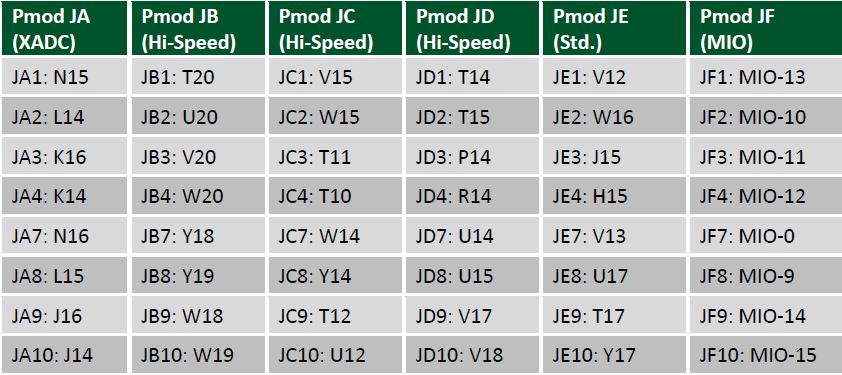 Pmod JA Pmod JB Pmod JC Pmod JD Pmod JE Pmod JF
(XADC) (Hi-Speed) (Hi-Speed) (Hi-Speed) (Std.) (MIO)
JA1: N15 JB1: T20 JC1: V15 JD1: T14 JE1: V12 JF1: MIO-13
JA2: L14 JB2: U20 JC2: W15 JD2: T15 JE2: W16 JF2: MIO-10
JA3: K16 JB3: V20 JC3: T11 JD3: P14 JE3: J15 JF3: MIO-11
JA4: K14 JB4: W20 JC4: T10 JD4: R14 JE4: H15 JF4: MIO-12
JA7: N16 JB7: Y18 JC7: W14 JD7: U14 JE7: V13 JF7: MIO-0
JA8: L15 JB8: Y19 JC8: Y14 JD8: U15 JE8: U17 JF8: MIO-9
JA9: J16 JB9: W18 JC9: T12 JD9: V17 JE9: T17 JF9: MIO-14
JA10: J14 JB10: W19 JC10: U12 JD10: V18 JE10: Y17 JF10: MIO-15